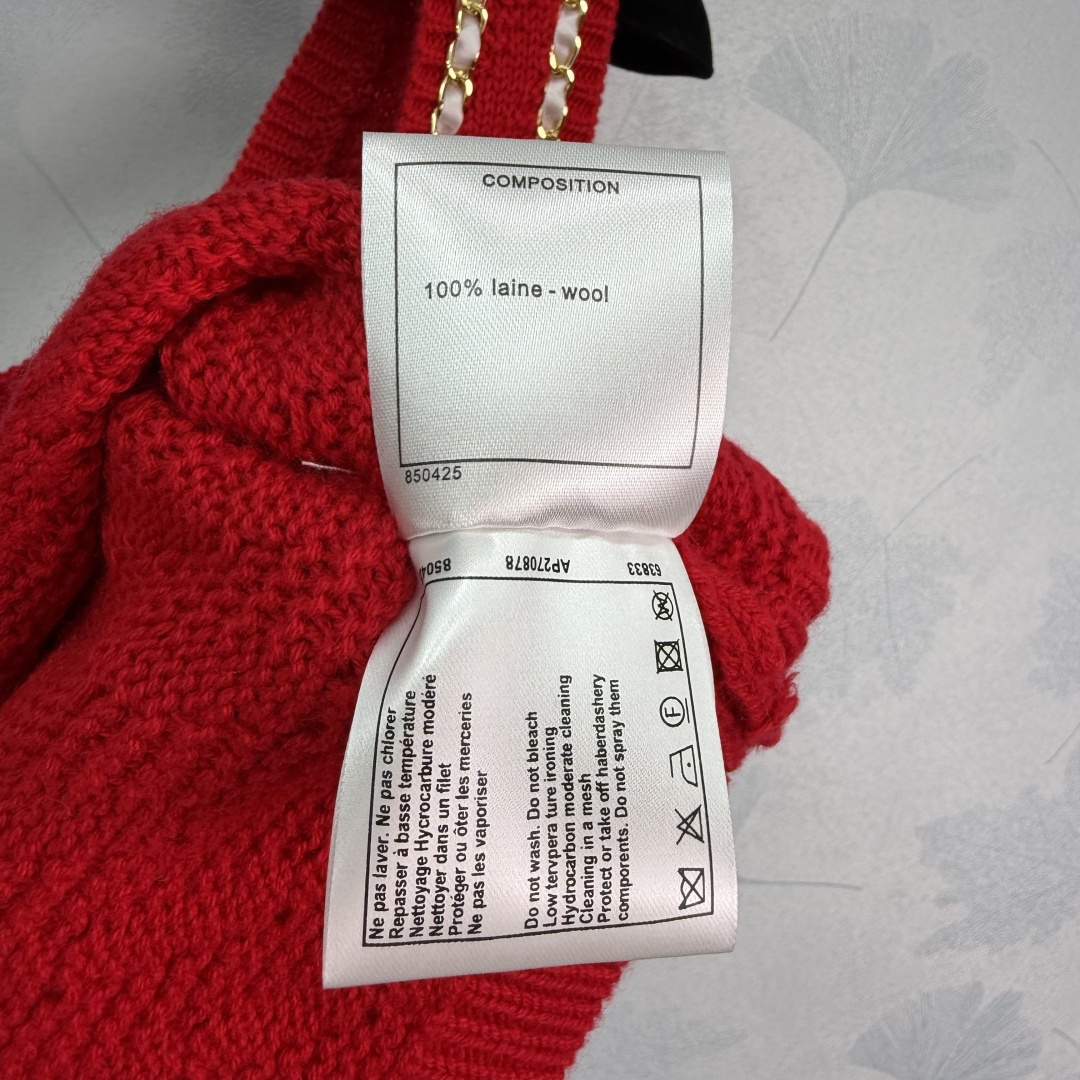 COMPOSITION
100% laine - wool
850425
AP270878
63833
Ne pas laver. Ne pas chlorer
Repasser à basse température
Nettoyage Hycrocarbure modéré
Nettoyer dans un filet
Protéger ou ôter les merceries
Ne pas les vaporiser
Do not wash. Do not bleach
Low tervpera ture ironing
Hydrocarbon moderate cleaning
Cleaning in a mesh
Protect or take off haberdashery
components. Do not spray them
F